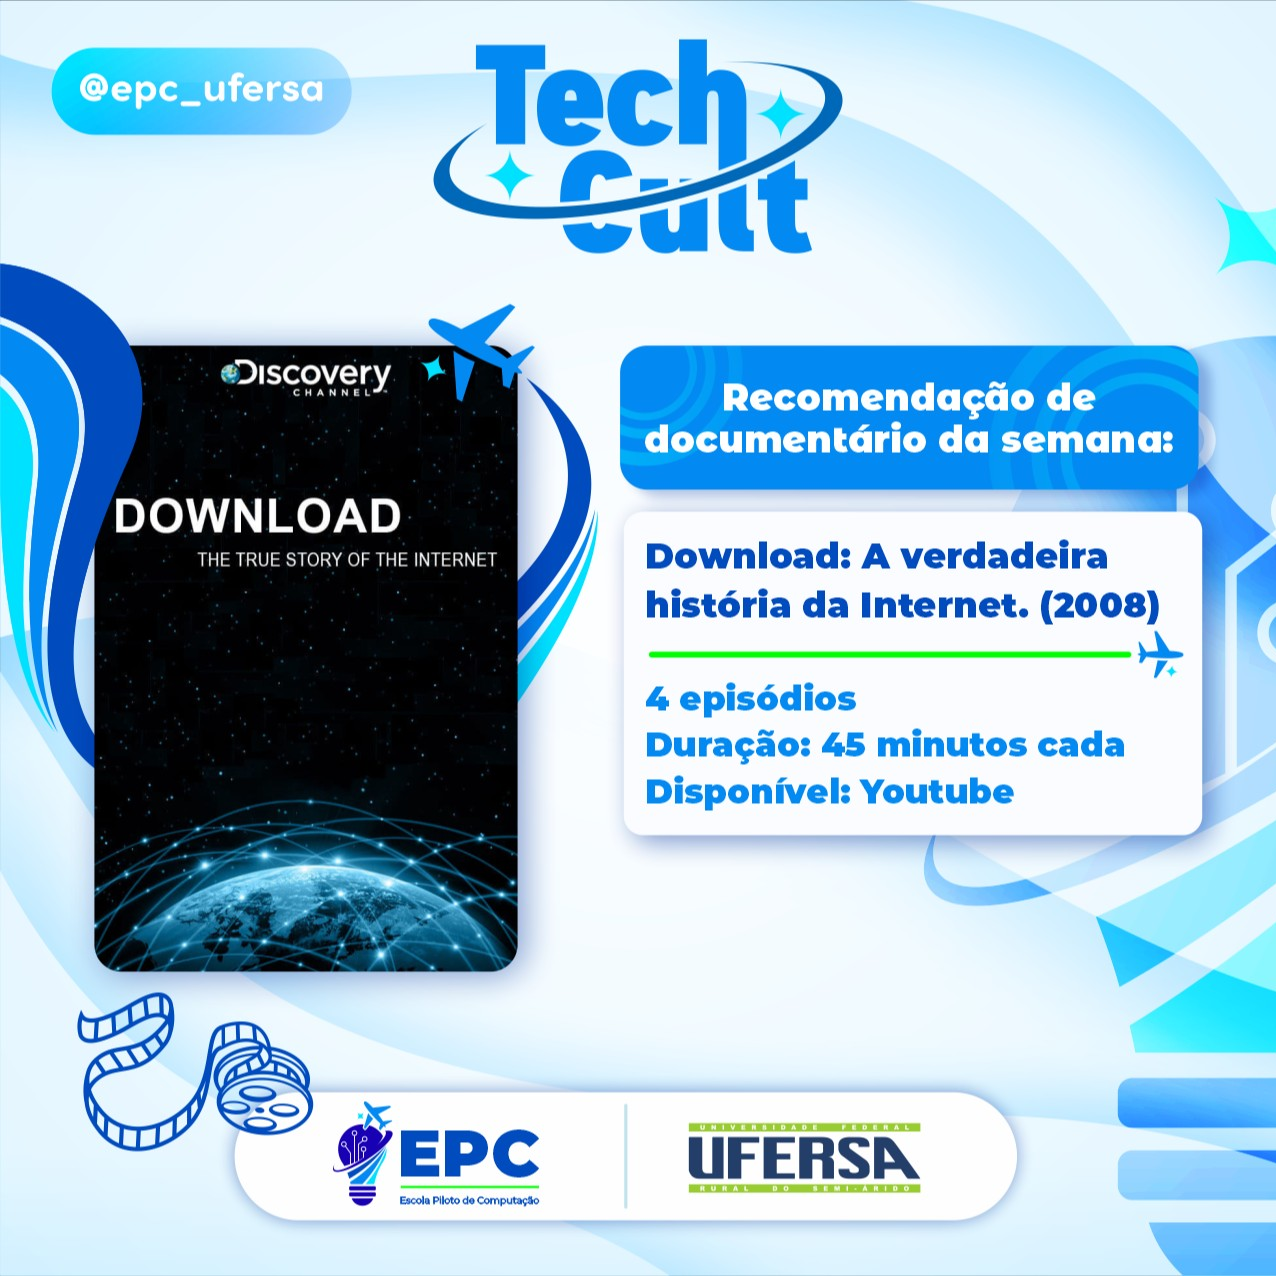 @epc_ufersa
Tech
Cult
Discovery
CHANNEL
DOWNLOAD
THE TRUE STORY OF THE INTERNET
Recomendação de
documentário da semana:
Download: A verdadeira
história da Internet. (2008)
4 episódios
Duração: 45 minutos cada
Disponível: Youtube
EPC
Escola Piloto de Computação
UNIVERSIDADE FEDERAL
UFERSA
RURAL DO SEMI-ÁRIDO